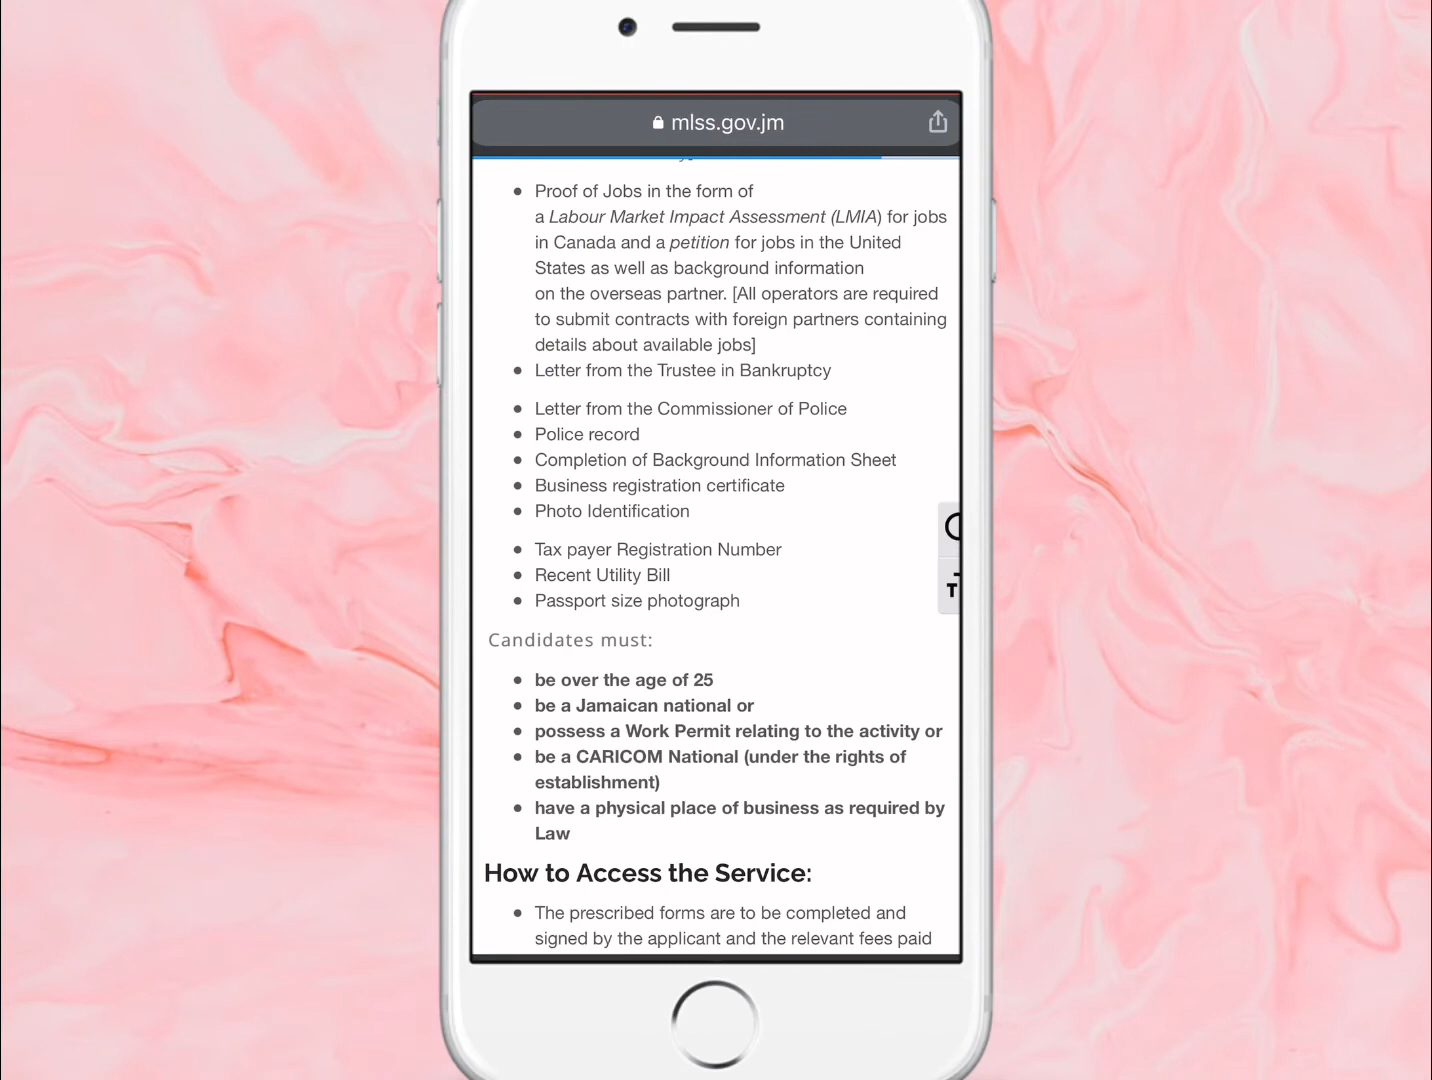 mlss.gov.jm
• Proof of Jobs in the form of
a Labour Market Impact Assessment (LMIA) for jobs
in Canada and a petition for jobs in the United
States as well as background information
on the overseas partner. [All operators are required
to submit contracts with foreign partners containing
details about available jobs]
• Letter from the Trustee in Bankruptcy
• Letter from the Commissioner of Police
• Police record
• Completion of Background Information Sheet
• Business registration certificate
• Photo Identification
• Tax payer Registration Number
• Recent Utility Bill
• Passport size photograph
Candidates must:
• be over the age of 25
• be a Jamaican national or
• possess a Work Permit relating to the activity or
• be a CARICOM National (under the rights of
establishment)
• have a physical place of business as required by
Law
How to Access the Service:
• The prescribed forms are to be completed and
signed by the applicant and the relevant fees paid